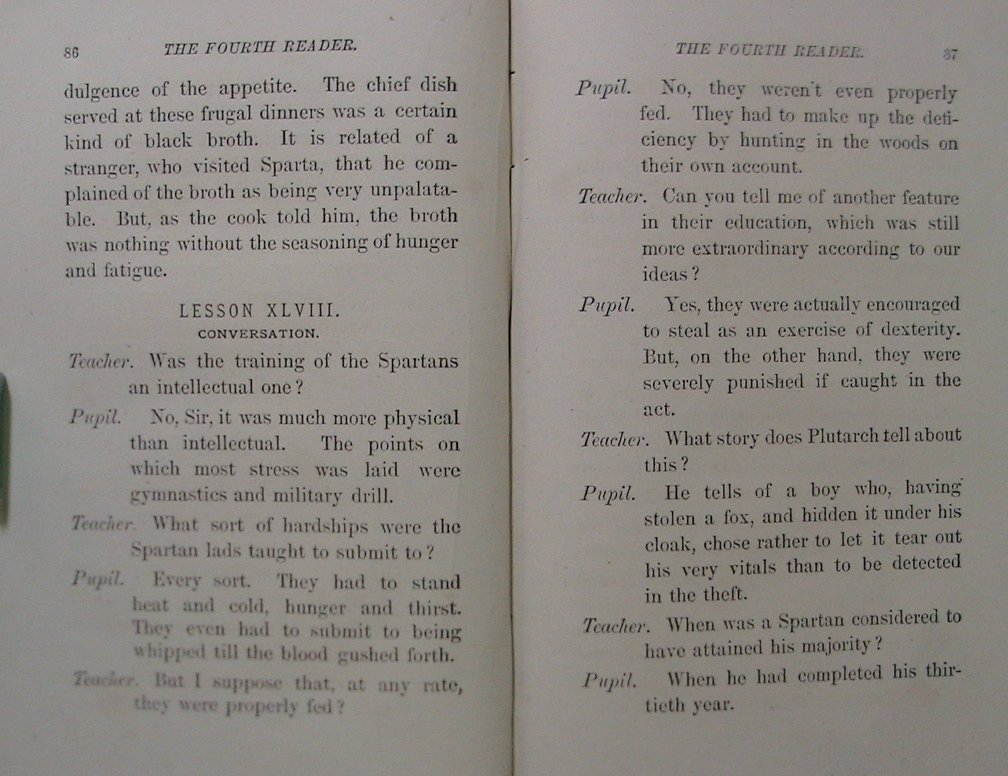 86 THE FOURTH READER.
dulgence of the appetite. The chief dish
served at these frugal dinners was a certain
kind of black broth. It is related of a
stranger, who visited Sparta, that he com-
plained of the broth as being very unpalata-
ble. But, as the cook told him, the broth
was nothing without the seasoning of hunger
and fatigue.
LESSON XLVIII.
CONVERSATION.
Teacher. Was the training of the Spartans
an intellectual one?
Pupil. No, Sir, it was much more physical
than intellectual. The points on
which most stress was laid were
gymnastics and military drill.
Teacher. What sort of hardships were the
Spartan lads taught to submit to?
Pupil. Every sort. They had to stand
heat and cold, hunger and thirst.
They even had to submit to being
whipped till the blood gushed forth.
Teacher. But I suppose that, at any rate,
they were properly fed?
THE FOURTH READER. 87
Pupil. No, they weren't even properly
fed. They had to make up the defi-
ciency by hunting in the woods on
their own account.
Teacher. Can you tell me of another feature
in their education, which was still
more extraordinary according to our
ideas?
Pupil. Yes, they were actually encouraged
to steal as an exercise of dexterity.
But, on the other hand, they were
severely punished if caught in the
act.
Teacher. What story does Plutarch tell about
this?
Pupil. He tells of a boy who, having
stolen a fox, and hidden it under his
cloak, chose rather to let it tear out
his very vitals than to be detected
in the theft.
Teacher. When was a Spartan considered to
have attained his majority?
Pupil. When he had completed his thir-
tieth year.